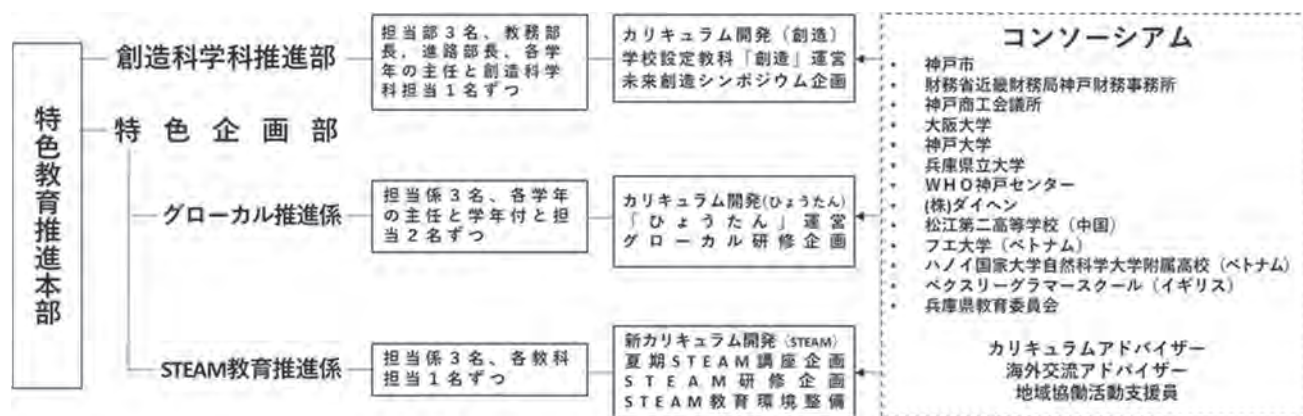 特色教育推進本部
創造科学科推進部
担当部3名、教務部
長、進路部長、各学
年の主任と創造科学
科担当1名ずつ
カリキュラム開発(創造)
学校設定教科「創造」運営
未来創造シンポジウム企画
特色企画部
グローカル推進係
担当係3名、各学年
の主任と学年付と担
当2名ずつ
カリキュラム開発(ひょうたん)
「ひょうたん」運営
グローカル研修企画
STEAM教育推進係
担当係3名、各教科
担当1名ずつ
新カリキュラム開発(STEAM)
夏期STEAM講座企画
STEAM研修企画
STEAM教育環境整備
コンソーシアム
・ 神戸市
・ 財務省近畿財務局神戸財務事務所
・ 神戸商工会議所
・ 大阪大学
・ 神戸大学
・ 兵庫県立大学
・ WHO神戸センター
・ (株)ダイヘン
・ 松江第二高等学校(中国)
・ フエ大学(ベトナム)
・ ハノイ国家大学自然科学大学附属高校(ベトナム)
・ ベクスリーグラマースクール(イギリス)
・ 兵庫県教育委員会
カリキュラムアドバイザー
海外交流アドバイザー
地域協働活動支援員